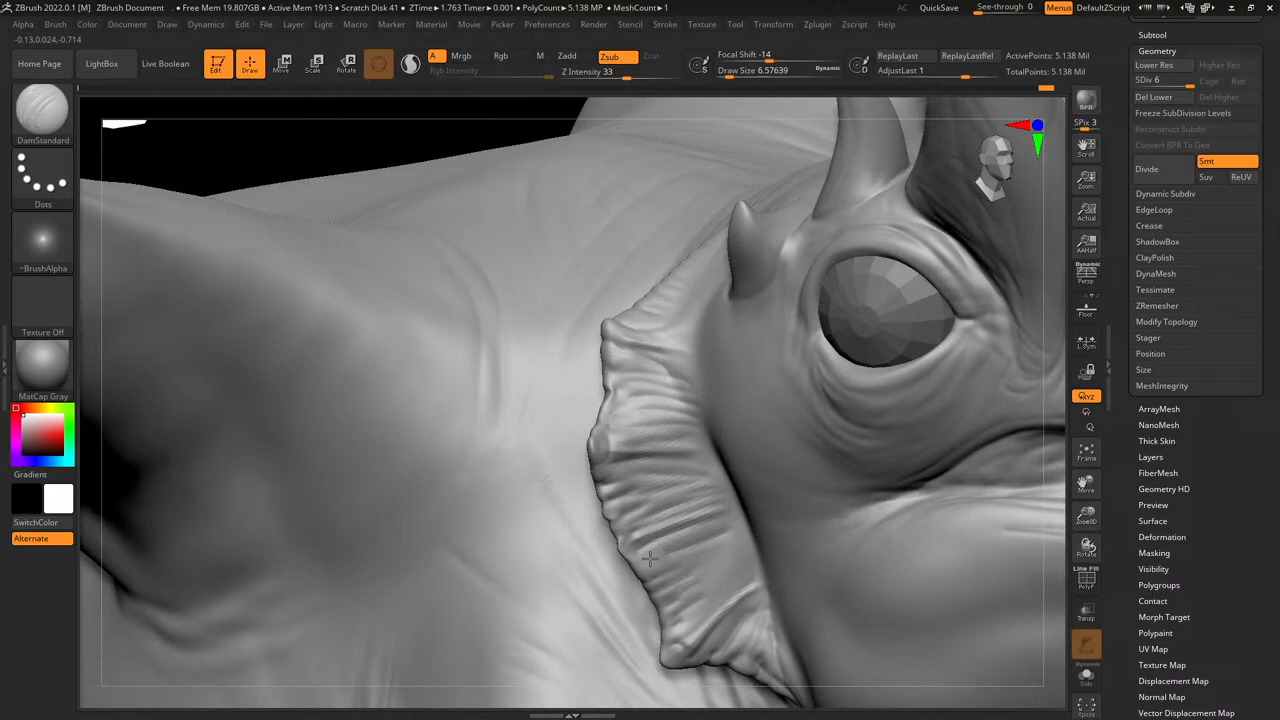 ZBrush 2022.0.1 [M] ZBrush Document • Free Mem 19.807GB • Active Mem 1913 • Scratch Disk 41 • ZTime▸1.763 Timer▸0.001 • PolyCount▸5.138 MP • MeshCount▸1
AC QuickSave See-through 0 Menus DefaultZScript
Alpha Brush Color Document Draw Dynamics Edit File Layer Light Macro Marker Material Movie Picker Preferences Render Stencil Stroke Texture Tool Transform Zplugin Zscript Help
-0.13,0.024,-0.714
Home Page LightBox Live Boolean
Edit Draw Move Scale Rotate
A Mrgb Rgb M Zadd Zsub Zcut
Rgb Intensity Z Intensity 33
Focal Shift -14
Draw Size 6.57639 Dynamic
S D
ReplayLast ReplayLastRel
AdjustLast 1
ActivePoints: 5.138 Mil
TotalPoints: 5.138 Mil
DamStandard
Dots
~BrushAlpha
Texture Off
MatCap Gray
Gradient
SwitchColor
Alternate
BPR
SPix 3
Scroll
Zoom
Actual
AAHalf
Dynamic
Persp
Floor
L.Sym
XYZ
Frame
Move
Zoom3D
Rotate
Line Fill
PolyF
Transp
Dynamic
Solo
Xpose
Subtool
Geometry
Lower Res Higher Res
SDiv 6 Cage Rstr
Del Lower Del Higher
Freeze SubDivision Levels
Reconstruct Subdiv
Convert BPR To Geo
Divide Smt
Suv ReUV
Dynamic Subdiv
EdgeLoop
Crease
ShadowBox
ClayPolish
DynaMesh
Tessimate
ZRemesher
Modify Topology
Stager
Position
Size
MeshIntegrity
ArrayMesh
NanoMesh
Thick Skin
Layers
FiberMesh
Geometry HD
Preview
Surface
Deformation
Masking
Visibility
Polygroups
Contact
Morph Target
Polypaint
UV Map
Texture Map
Displacement Map
Normal Map
Vector Displacement Map